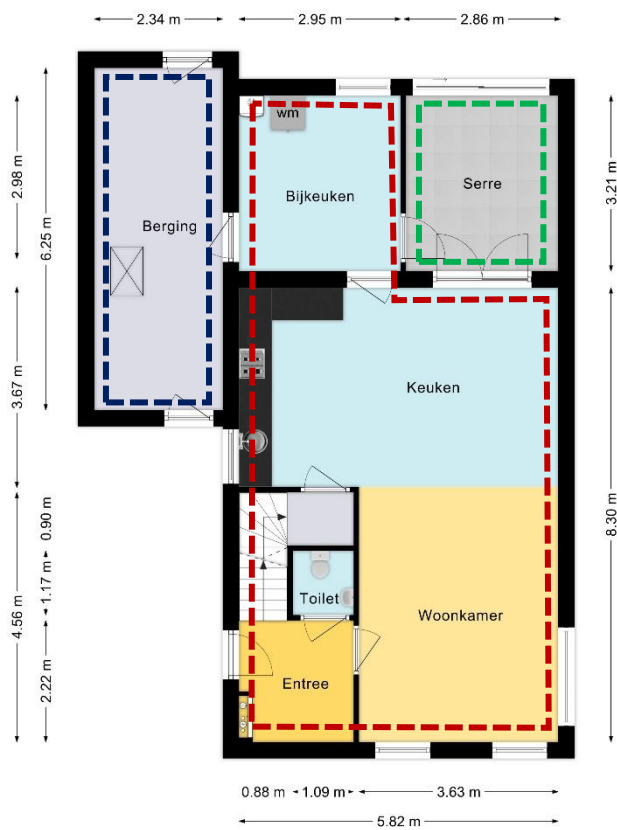 2.34 m
2.95 m
2.86 m
wm
Bijkeuken
Serre
Berging
2.98 m
6.25 m
3.21 m
3.67 m
Keuken
8.30 m
0.90 m
4.56 m
1.17 m
Toilet
Woonkamer
2.22 m
Entree
0.88 m
1.09 m
3.63 m
5.82 m